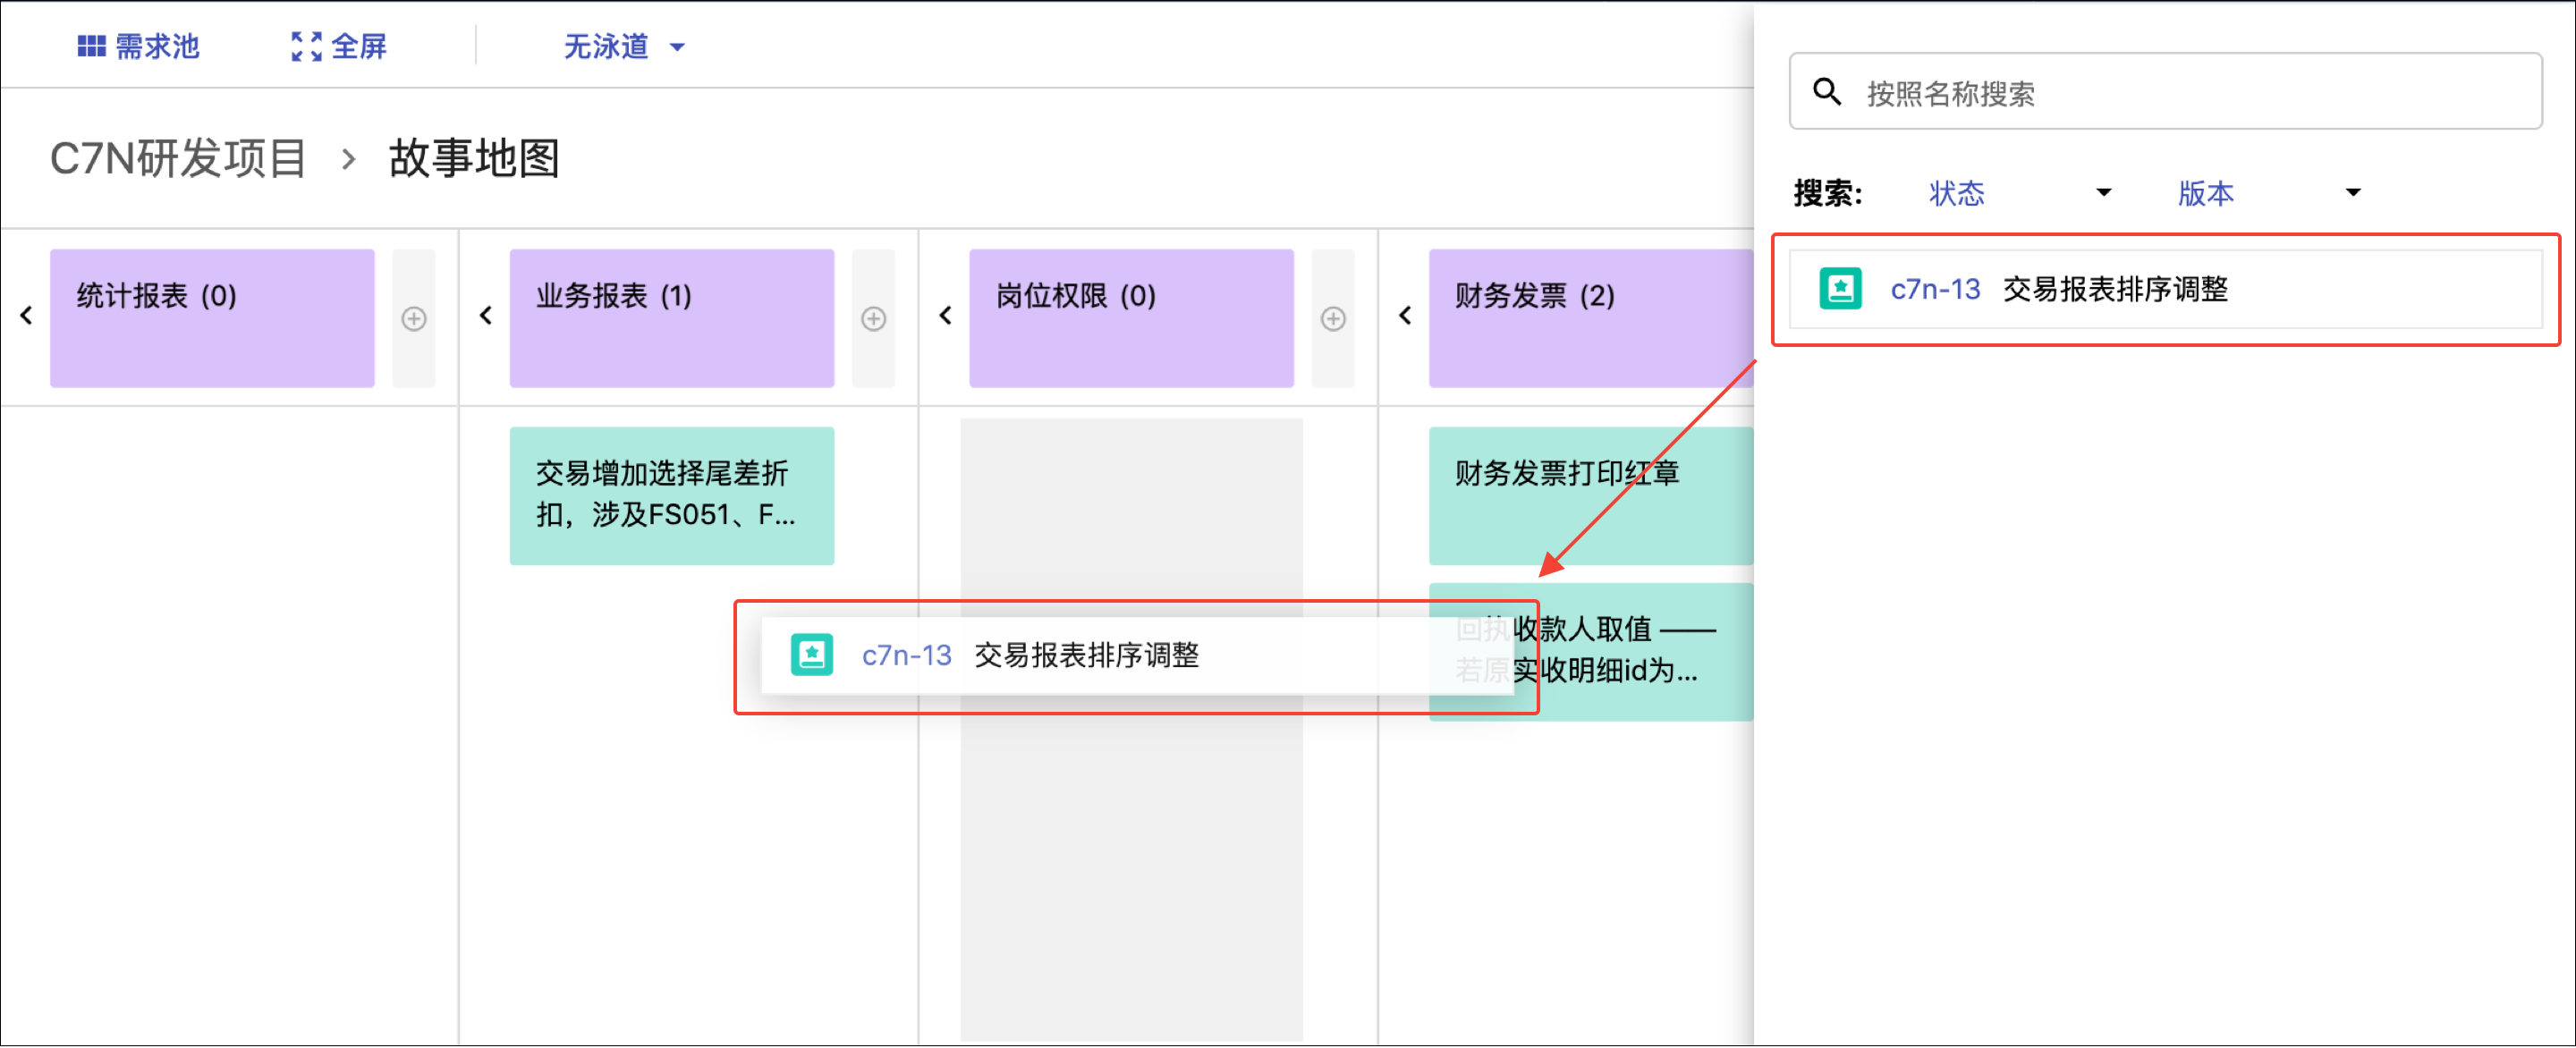 需求池
全屏
无泳道
C7N研发项目 › 故事地图
统计报表 (0)
业务报表 (1)
岗位权限 (0)
财务发票 (2)
交易增加选择尾差折
扣，涉及FS051、F...
财务发票打印红章
回执收款人取值 ——
若原实收明细id为...
c7n-13 交易报表排序调整
按照名称搜索
搜索: 状态 版本
c7n-13 交易报表排序调整